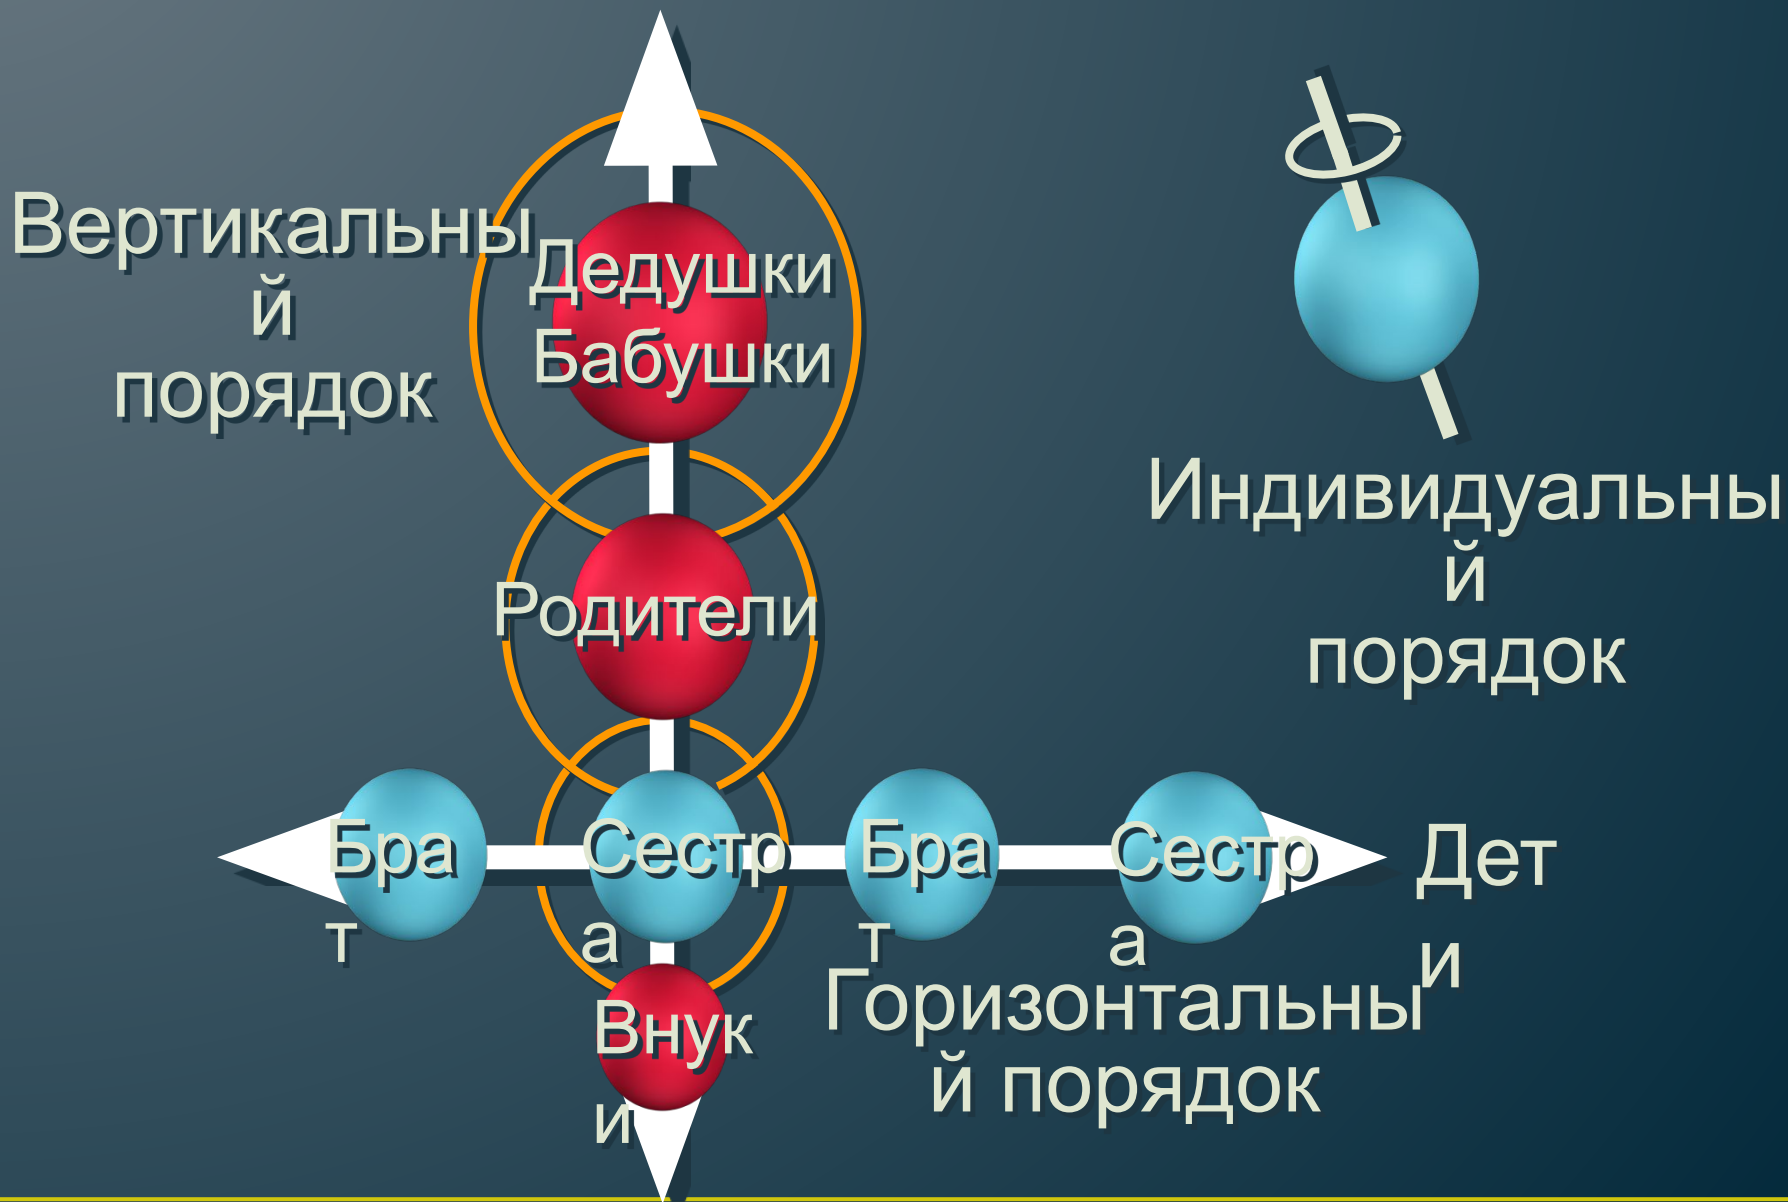 Вертикальны
й
порядок
Дедушки
Бабушки
Родители
Индивидуальны
й
порядок
Бра
т
Сестр
а
Бра
т
Сестр
а
Дет
и
Внук
и
Горизонтальны
й порядок